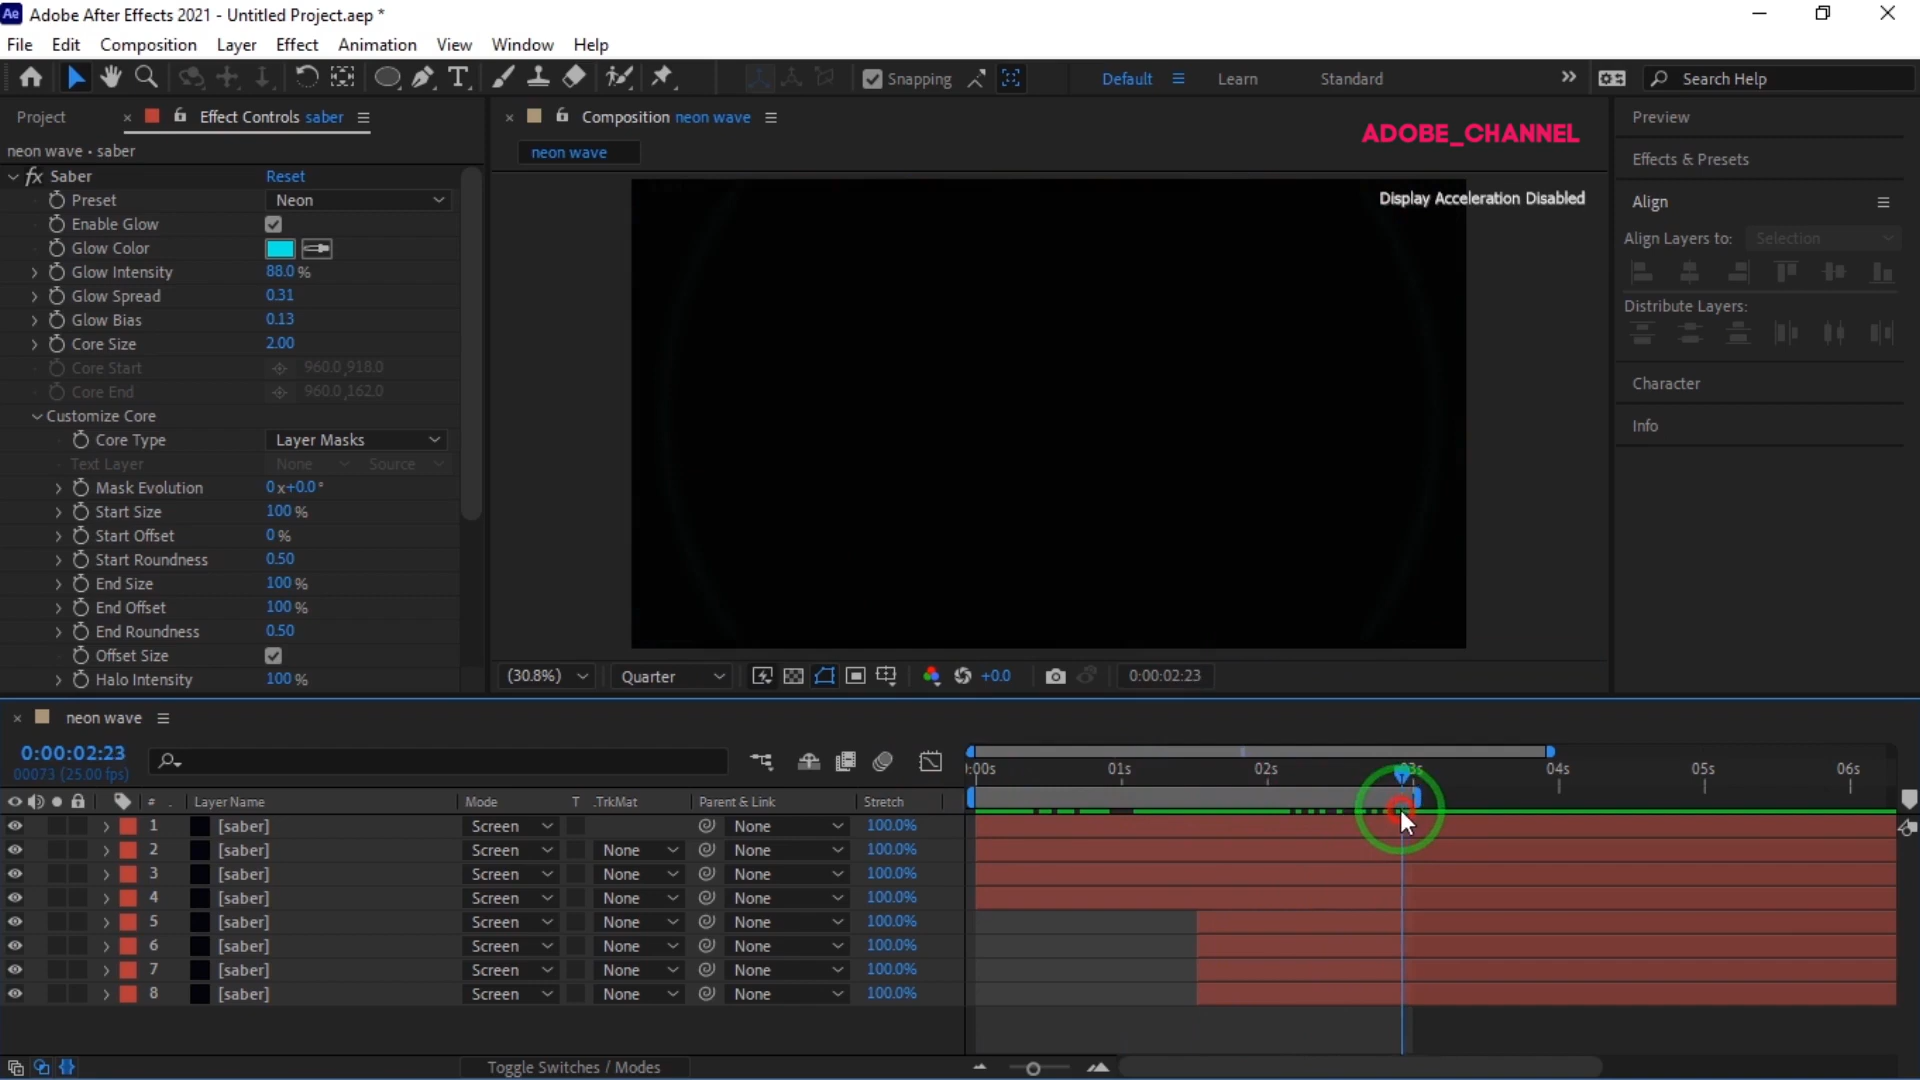 Ae Adobe After Effects 2021 - Untitled Project.aep *
File Edit Composition Layer Effect Animation View Window Help
Snapping Default Learn Standard Search Help
Project Effect Controls saber Composition neon wave Preview
neon wave • saber neon wave ADOBE_CHANNEL
Display Acceleration Disabled
fx Saber Reset
Preset Neon
Enable Glow
Glow Color
Glow Intensity 88.0 %
Glow Spread 0.31
Glow Bias 0.13
Core Size 2.00
Core Start 960.0,918.0
Core End 960.0,162.0
Customize Core
Core Type Layer Masks
Text Layer None Source
Mask Evolution 0x+0.0°
Start Size 100 %
Start Offset 0 %
Start Roundness 0.50
End Size 100 %
End Offset 100 %
End Roundness 0.50
Offset Size
Halo Intensity 100 %
(30.8%) Quarter +0.0 0:00:02:23
Effects & Presets
Align
Align Layers to: Selection
Distribute Layers:
Character
Info
neon wave
0:00:02:23
00073 (25.00 fps)
:00s 01s 02s 03s 04s 05s 06s
# Layer Name Mode T .TrkMat Parent & Link Stretch
1 [saber] Screen None 100.0%
2 [saber] Screen None None 100.0%
3 [saber] Screen None None 100.0%
4 [saber] Screen None None 100.0%
5 [saber] Screen None None 100.0%
6 [saber] Screen None None 100.0%
7 [saber] Screen None None 100.0%
8 [saber] Screen None None 100.0%
Toggle Switches / Modes